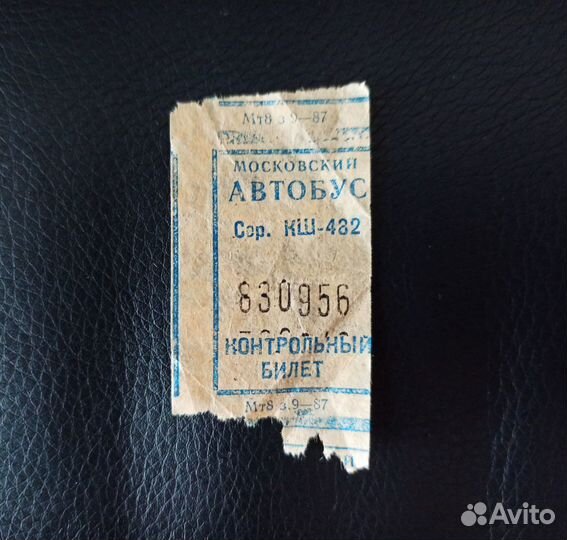 Мт8 з.9—87
МОСКОВСКИЙ
АВТОБУС
Сер. КШ-482
830956
КОНТРОЛЬНЫЙ
БИЛЕТ
Мт8 з.9—87
Avito